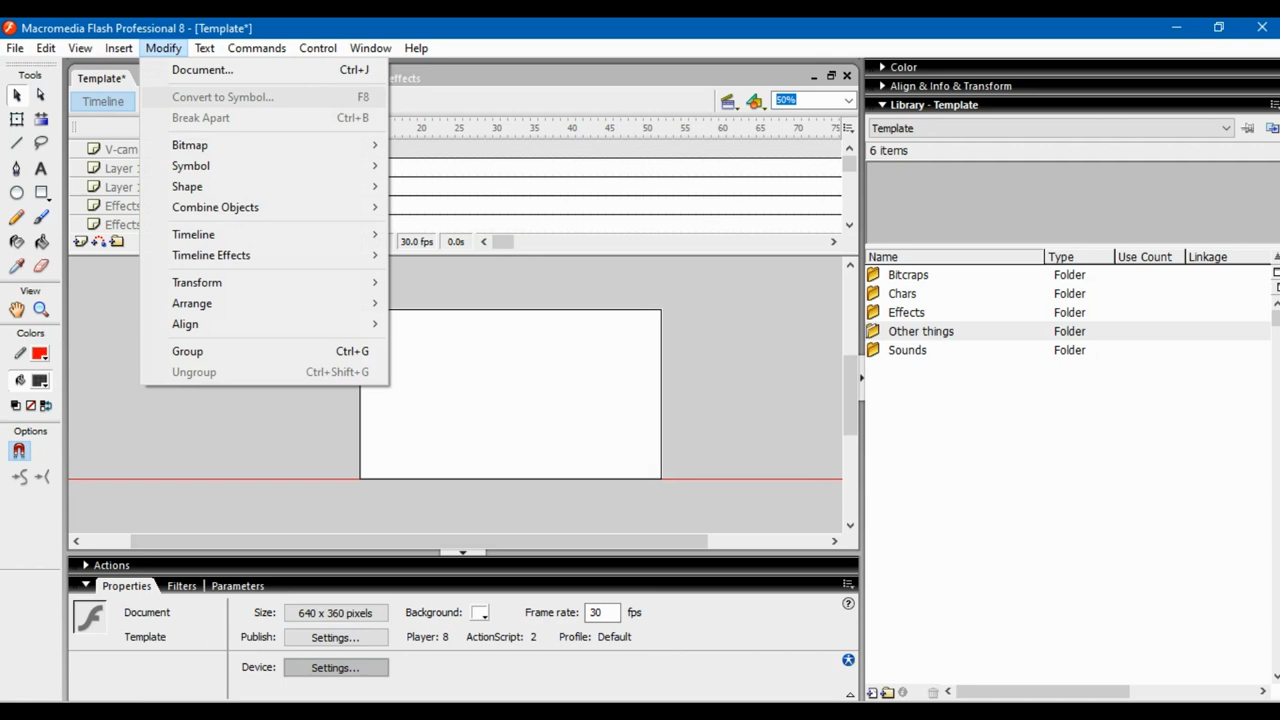 Macromedia Flash Professional 8 - [Template*]
File Edit View Insert Modify Text Commands Control Window Help
Tools
View
Colors
Options
Template*
effects
Timeline
50%
20 25 30 35 40 45 50 55 60 65 70 75
V-cam
Layer
Layer
Effects
Effects
30.0 fps 0.0s
Document... Ctrl+J
Convert to Symbol... F8
Break Apart Ctrl+B
Bitmap
Symbol
Shape
Combine Objects
Timeline
Timeline Effects
Transform
Arrange
Align
Group Ctrl+G
Ungroup Ctrl+Shift+G
Actions
Properties Filters Parameters
Document Size: 640 x 360 pixels Background: Frame rate: 30 fps
Template Publish: Settings... Player: 8 ActionScript: 2 Profile: Default
Device: Settings...
Color
Align & Info & Transform
Library - Template
Template
6 items
Name Type Use Count Linkage
Bitcraps Folder
Chars Folder
Effects Folder
Other things Folder
Sounds Folder